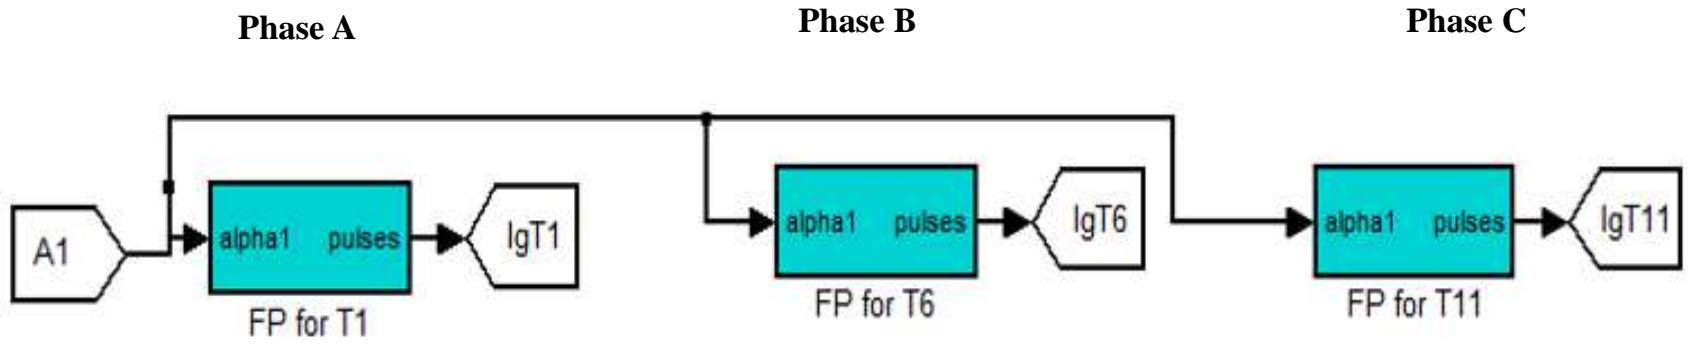 Phase A
Phase B
Phase C
A1
alpha1 pulses
IgT1
FP for T1
alpha1 pulses
IgT6
FP for T6
alpha1 pulses
IgT11
FP for T11